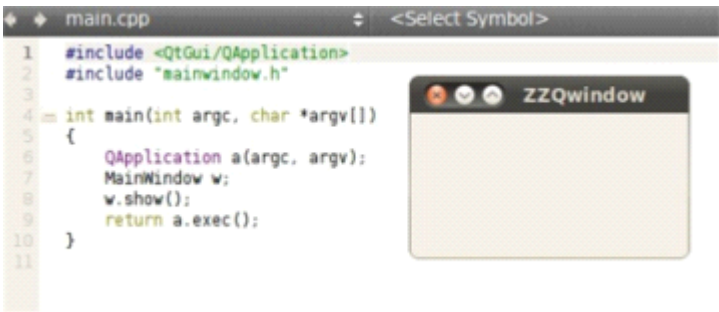 main.cpp <Select Symbol>
1 #include <QtGui/QApplication>
2 #include "mainwindow.h"
3
4 int main(int argc, char *argv[])
5 {
6 QApplication a(argc, argv);
7 MainWindow w;
8 w.show();
9 return a.exec();
10 }
11
ZZQwindow